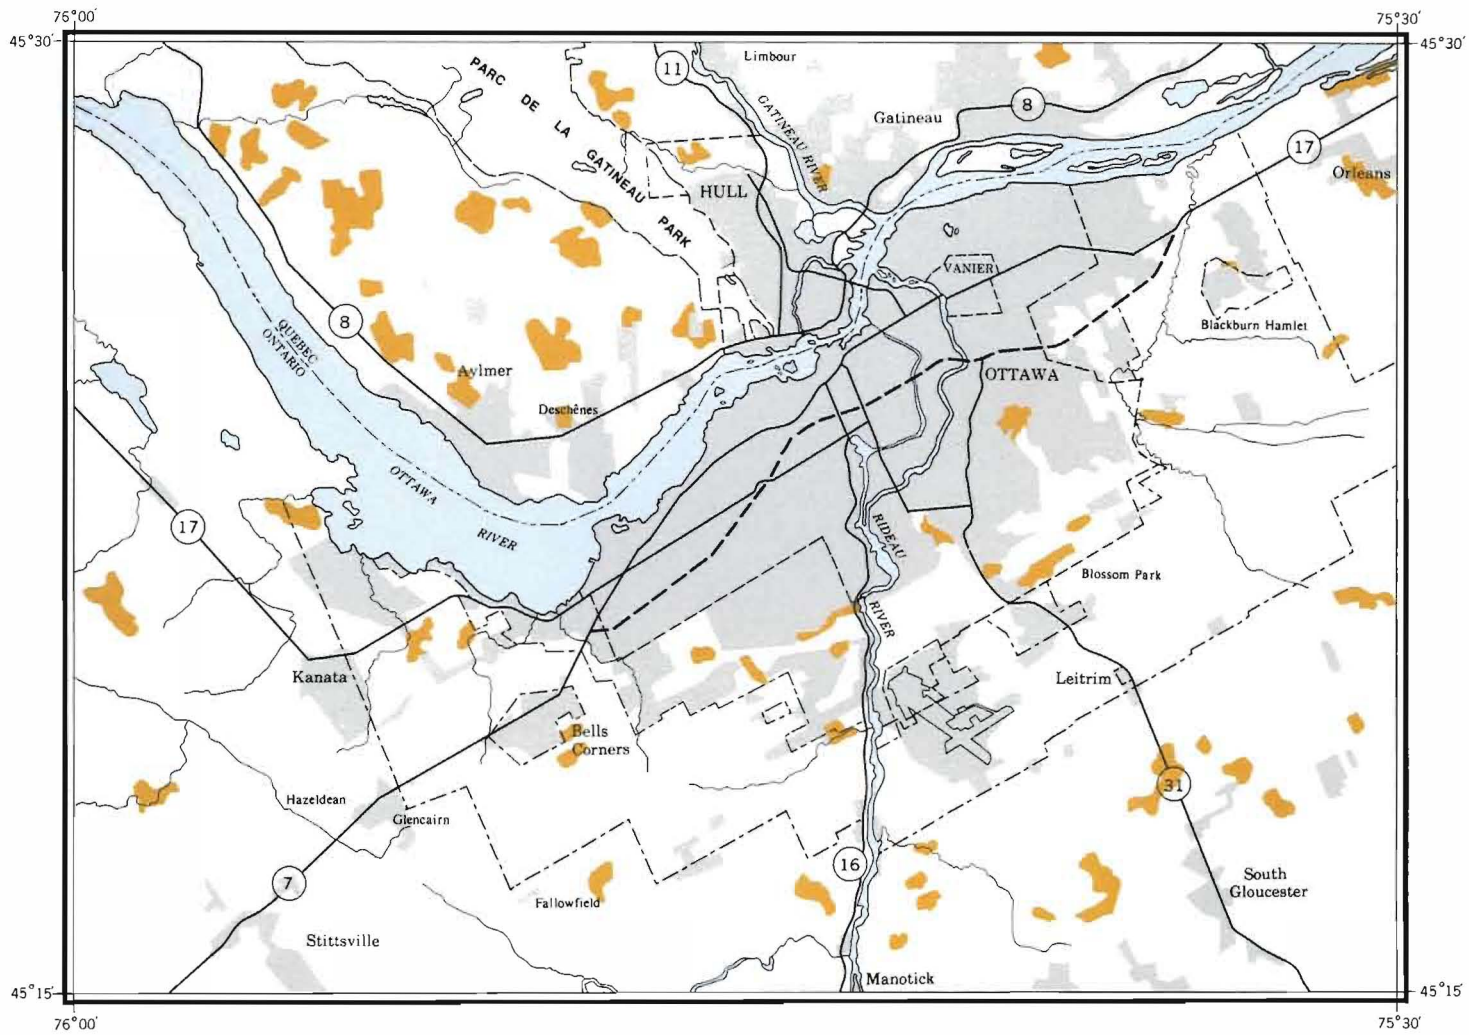 75°00′
75°30′
45°30′
45°30′
Limbour
11
PARC DE LA GATINEAU PARK
GATINEAU RIVER
Gatineau
8
17
Orleans
HULL
VANIER
8
QUEBEC
ONTARIO
Blackburn Hamlet
Aylmer
OTTAWA
Deschênes
OTTAWA RIVER
17
RIDEAU RIVER
Blossom Park
Kanata
Leitrim
Bells
Corners
31
Hazeldean
Glencairn
16
7
South
Gloucester
Fallowfield
Stittsville
Manotick
45°15′
45°15′
76°00′
75°30′